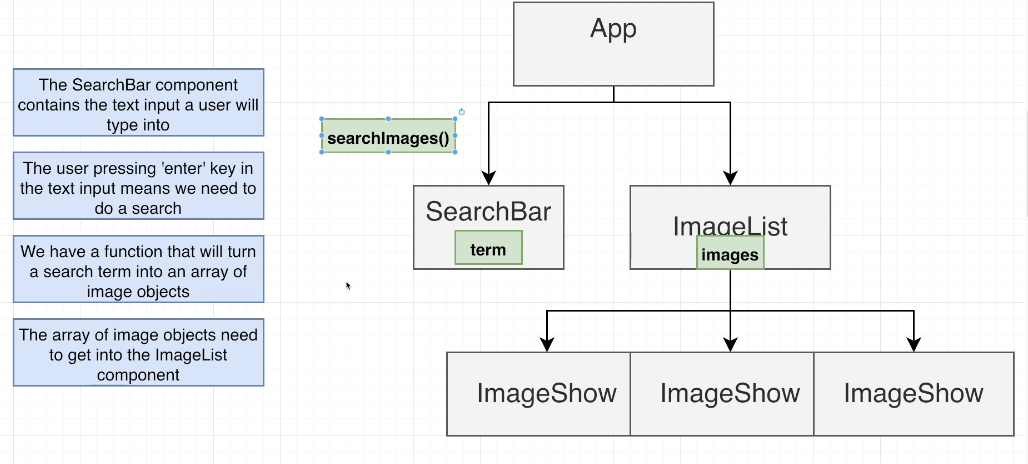 App
The SearchBar component
contains the text input a user will
type into
searchImages()
The user pressing 'enter' key in
the text input means we need to
do a search
SearchBar
term
ImageList
images
We have a function that will turn
a search term into an array of
image objects
The array of image objects need
to get into the ImageList
component
ImageShow
ImageShow
ImageShow